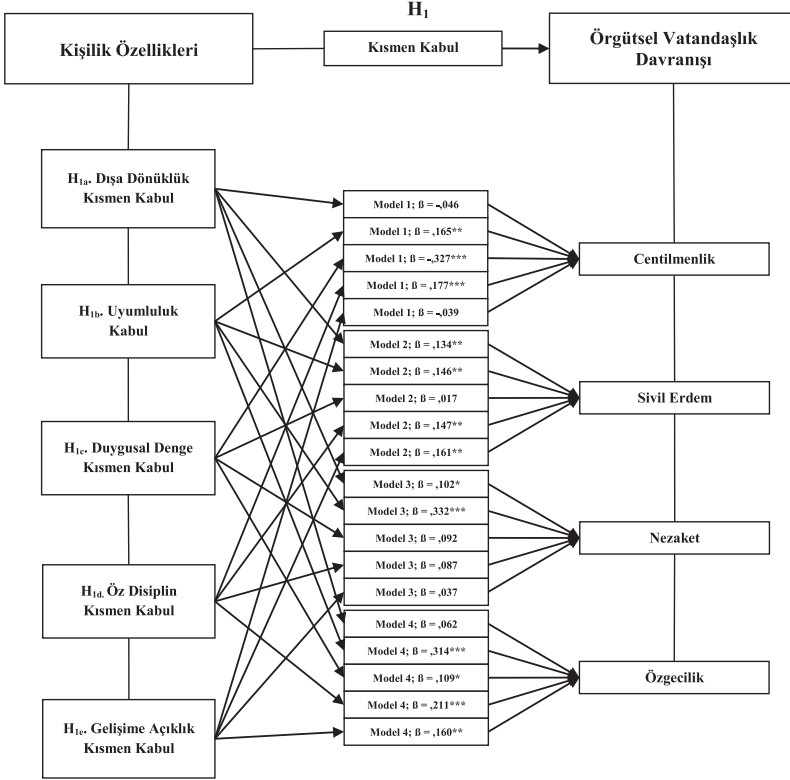 H1
Kişilik Özellikleri
Kısmen Kabul
Örgütsel Vatandaşlık
Davranışı
H1a. Dışa Dönüklük
Kısmen Kabul
H1b. Uyumluluk
Kabul
H1c. Duygusal Denge
Kısmen Kabul
H1d. Öz Disiplin
Kısmen Kabul
H1e. Gelişime Açıklık
Kısmen Kabul
Model 1; ß = -,046
Model 1; ß = ,165**
Model 1; ß = -,327***
Model 1; ß = ,177***
Model 1; ß = -,039
Model 2; ß = ,134**
Model 2; ß = ,146**
Model 2; ß = ,017
Model 2; ß = ,147**
Model 2; ß = ,161**
Model 3; ß = ,102*
Model 3; ß = ,332***
Model 3; ß = ,092
Model 3; ß = ,087
Model 3; ß = ,037
Model 4; ß = ,062
Model 4; ß = ,314***
Model 4; ß = ,109*
Model 4; ß = ,211***
Model 4; ß = ,160**
Centilmenlik
Sivil Erdem
Nezaket
Özgecilik